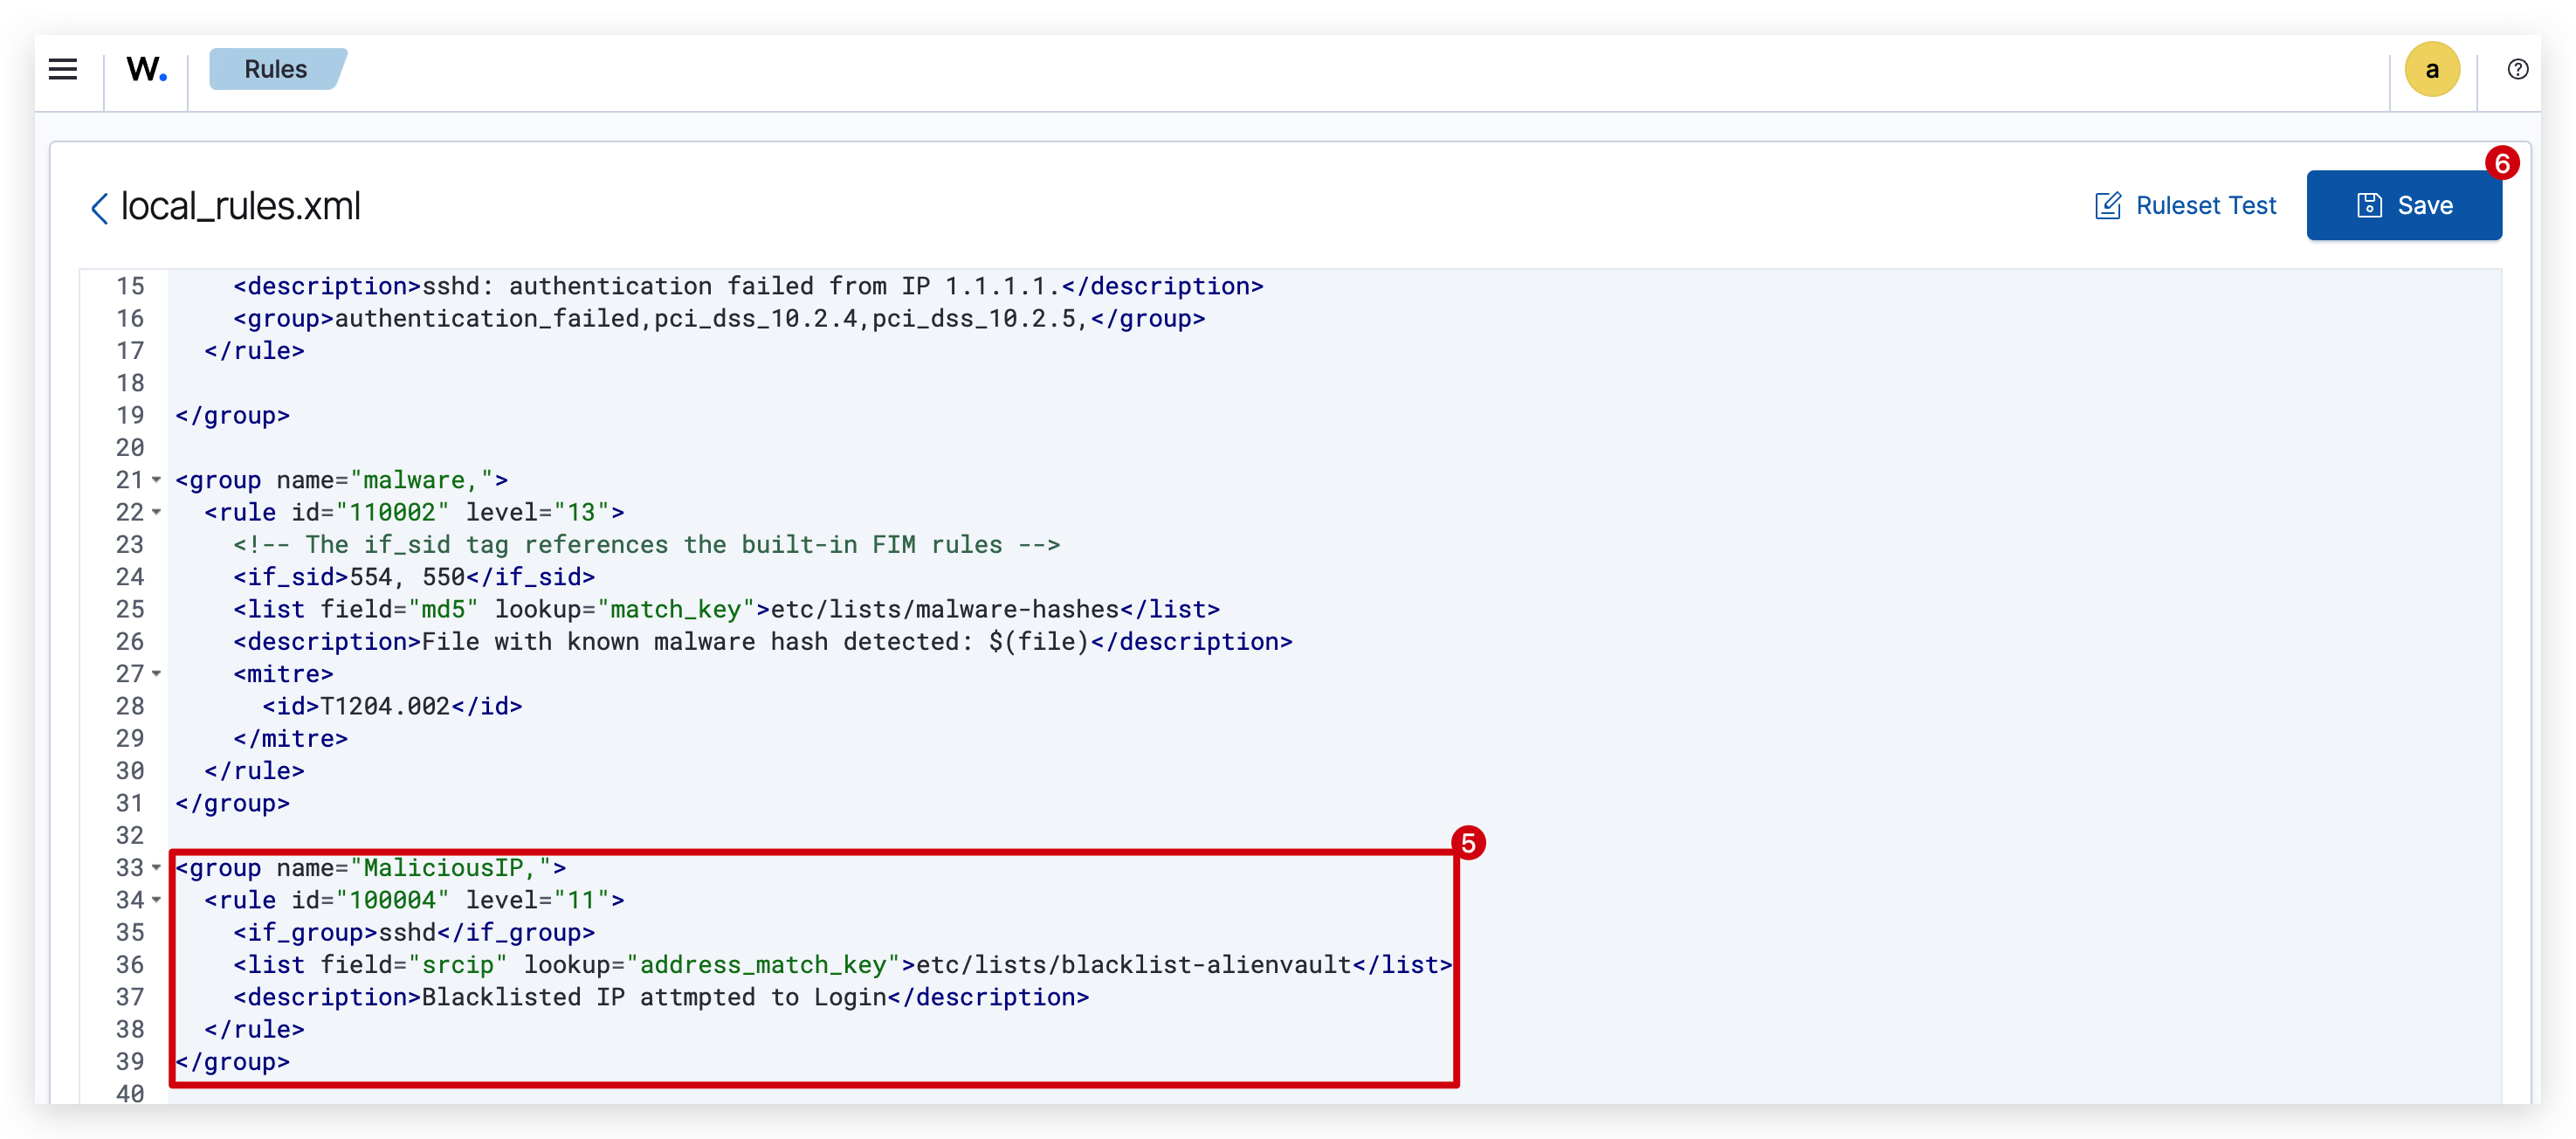 W.
Rules
a
?
6
local_rules.xml
Ruleset Test
Save
15 <description>sshd: authentication failed from IP 1.1.1.1.</description>
16 <group>authentication_failed,pci_dss_10.2.4,pci_dss_10.2.5,</group>
17 </rule>
18
19 </group>
20
21 <group name="malware,">
22 <rule id="110002" level="13">
23 <!-- The if_sid tag references the built-in FIM rules -->
24 <if_sid>554, 550</if_sid>
25 <list field="md5" lookup="match_key">etc/lists/malware-hashes</list>
26 <description>File with known malware hash detected: $(file)</description>
27 <mitre>
28 <id>T1204.002</id>
29 </mitre>
30 </rule>
31 </group>
32
5
33 <group name="MaliciousIP,">
34 <rule id="100004" level="11">
35 <if_group>sshd</if_group>
36 <list field="srcip" lookup="address_match_key">etc/lists/blacklist-alienvault</list>
37 <description>Blacklisted IP attmpted to Login</description>
38 </rule>
39 </group>
40